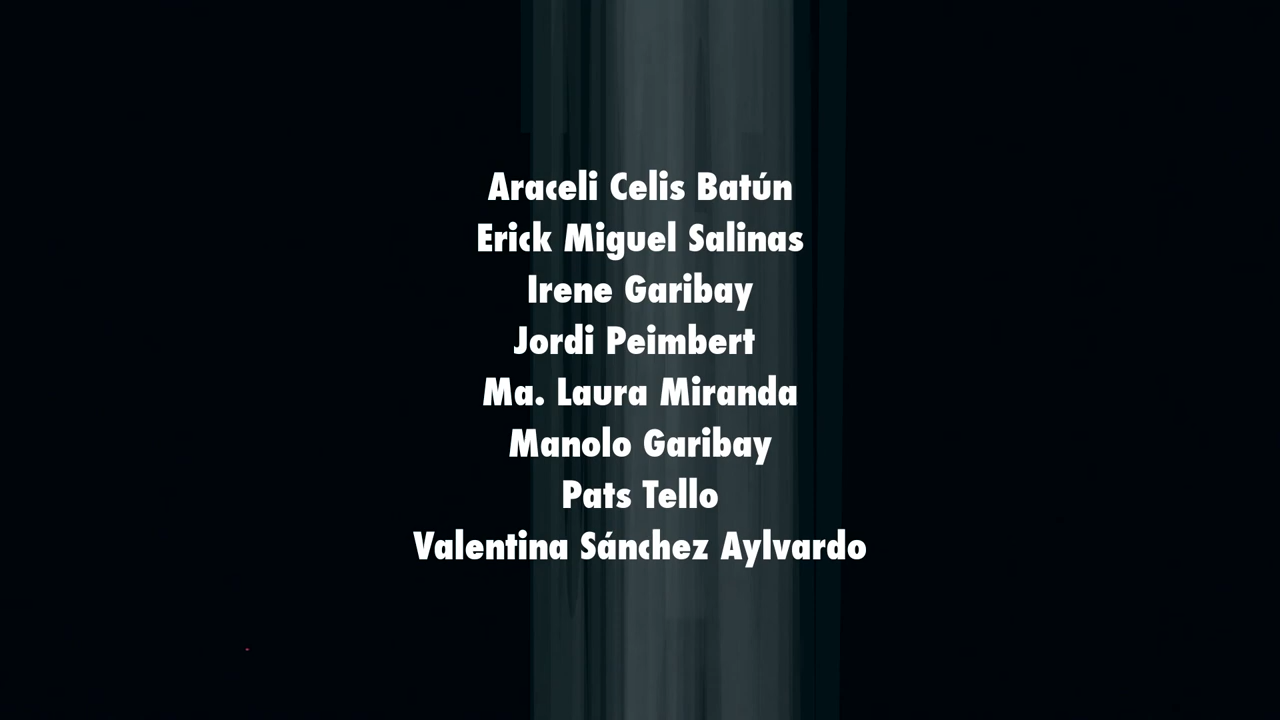 Araceli Celis Batún
Erick Miguel Salinas
Irene Garibay
Jordi Peimbert
Ma. Laura Miranda
Manolo Garibay
Pats Tello
Valentina Sánchez Aylvardo